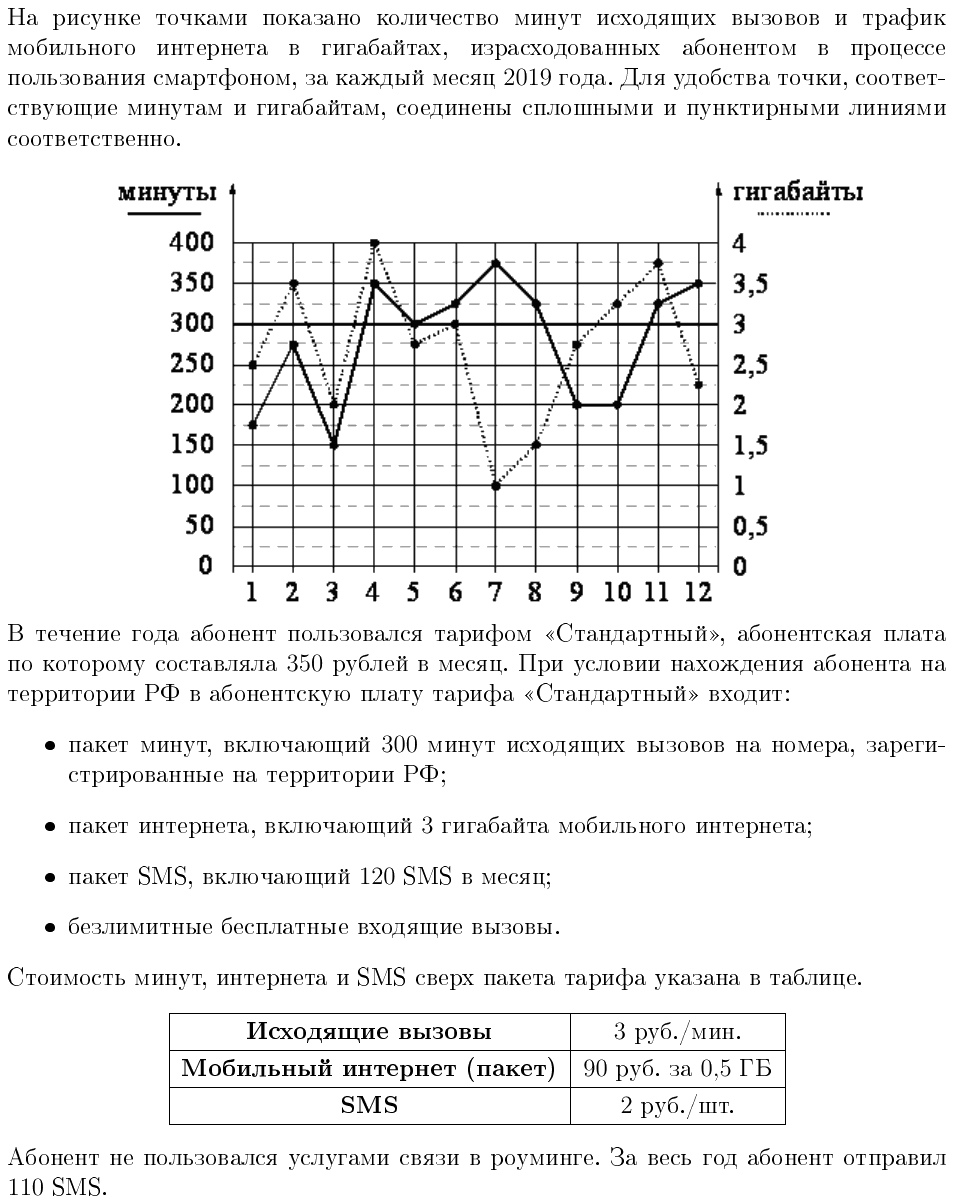 На рисунке точками показано количество минут исходящих вызовов и трафик
мобильного интернета в гигабайтах, израсходованных абонентом в процессе
пользования смартфоном, за каждый месяц 2019 года. Для удобства точки, соответ-
ствующие минутам и гигабайтам, соединены сплошными и пунктирными линиями
соответственно.
минуты гигабайты
400 4
350 3,5
300 3
250 2,5
200 2
150 1,5
100 1
50 0,5
0 0
1 2 3 4 5 6 7 8 9 10 11 12
В течение года абонент пользовался тарифом «Стандартный», абонентская плата
по которому составляла 350 рублей в месяц. При условии нахождения абонента на
территории РФ в абонентскую плату тарифа «Стандартный» входит:
• пакет минут, включающий 300 минут исходящих вызовов на номера, зареги-
стрированные на территории РФ;
• пакет интернета, включающий 3 гигабайта мобильного интернета;
• пакет SMS, включающий 120 SMS в месяц;
• безлимитные бесплатные входящие вызовы.
Стоимость минут, интернета и SMS сверх пакета тарифа указана в таблице.
Исходящие вызовы 3 руб./мин.
Мобильный интернет (пакет) 90 руб. за 0,5 ГБ
SMS 2 руб./шт.
Абонент не пользовался услугами связи в роуминге. За весь год абонент отправил
110 SMS.